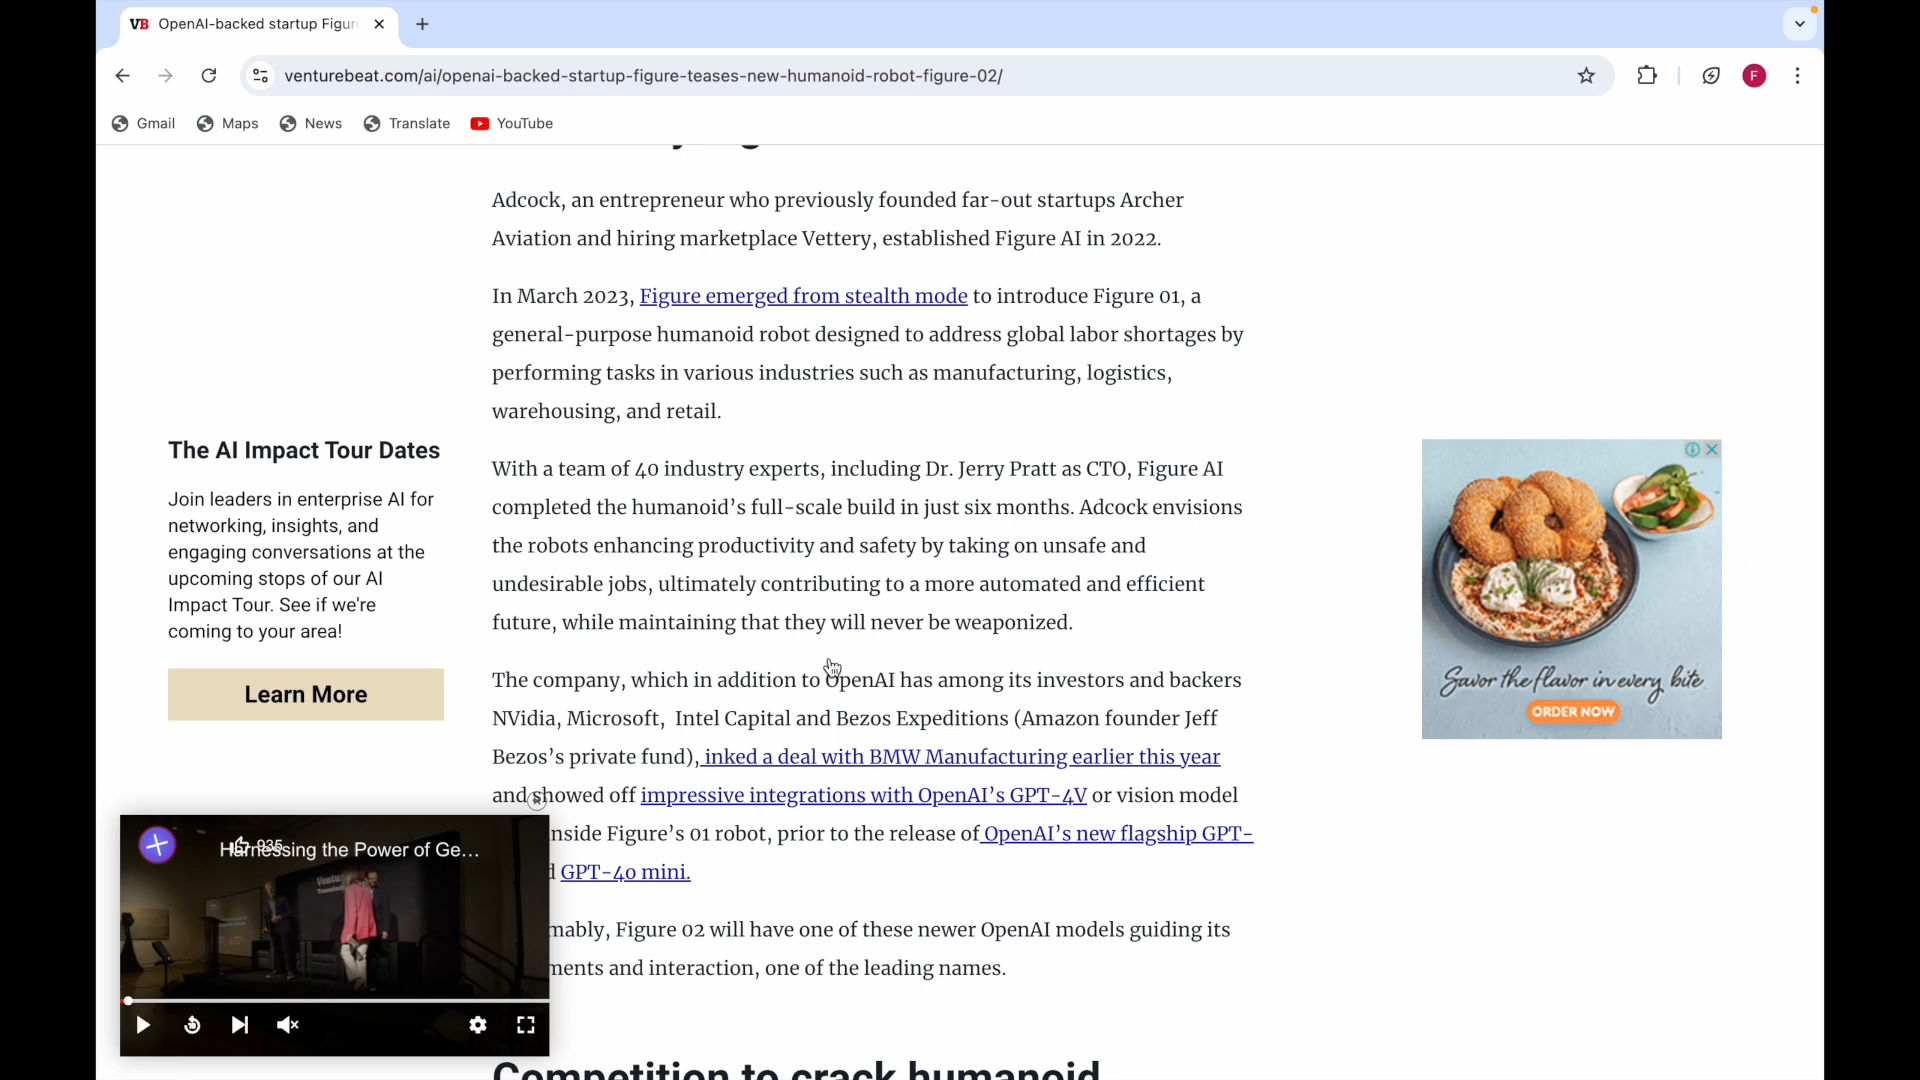 VB OpenAI-backed startup Figur
venturebeat.com/ai/openai-backed-startup-figure-teases-new-humanoid-robot-figure-02/
F
Gmail Maps News Translate YouTube
Adcock, an entrepreneur who previously founded far-out startups Archer
Aviation and hiring marketplace Vettery, established Figure AI in 2022.
In March 2023, Figure emerged from stealth mode to introduce Figure 01, a
general-purpose humanoid robot designed to address global labor shortages by
performing tasks in various industries such as manufacturing, logistics,
warehousing, and retail.
With a team of 40 industry experts, including Dr. Jerry Pratt as CTO, Figure AI
completed the humanoid's full-scale build in just six months. Adcock envisions
the robots enhancing productivity and safety by taking on unsafe and
undesirable jobs, ultimately contributing to a more automated and efficient
future, while maintaining that they will never be weaponized.
The company, which in addition to OpenAI has among its investors and backers
NVidia, Microsoft, Intel Capital and Bezos Expeditions (Amazon founder Jeff
Bezos's private fund), inked a deal with BMW Manufacturing earlier this year
and showed off impressive integrations with OpenAI's GPT-4V or vision model
nside Figure's 01 robot, prior to the release of OpenAI's new flagship GPT-
d GPT-4o mini.
mably, Figure 02 will have one of these newer OpenAI models guiding its
ments and interaction, one of the leading names.
Competition to crack humanoid
The AI Impact Tour Dates
Join leaders in enterprise AI for
networking, insights, and
engaging conversations at the
upcoming stops of our AI
Impact Tour. See if we're
coming to your area!
Learn More
935
Harnessing the Power of Ge...
Savor the flavor in every bite
ORDER NOW